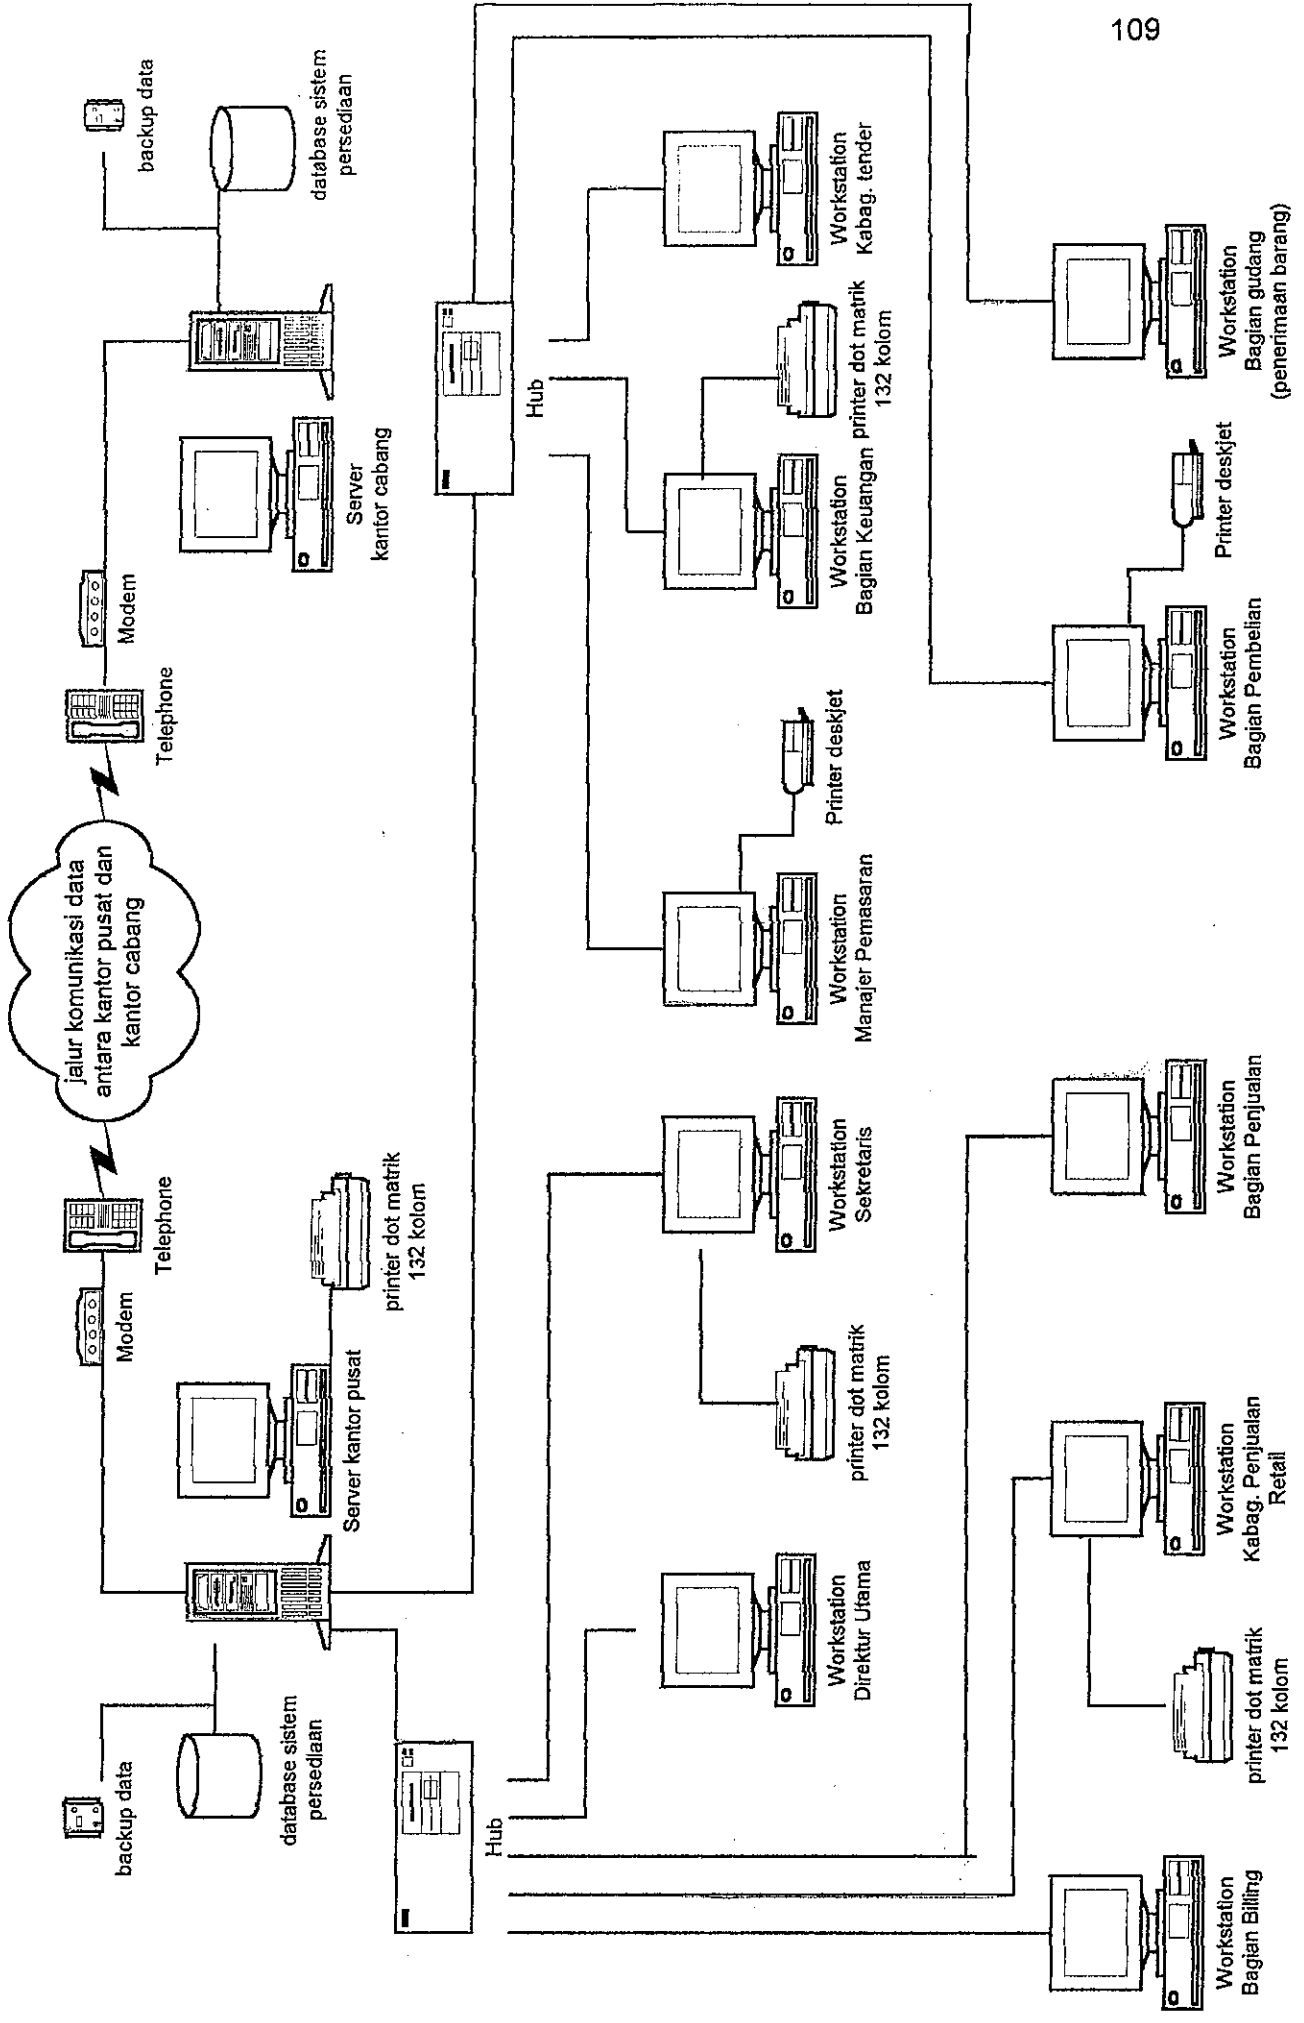 109
backup data
database sistem
persediaan
Modem
Telephone
jalur komunikasi data
antara kantor pusat dan
kantor cabang
Telephone
Modem
backup data
database sistem
persediaan
Server kantor pusat
printer dot matrik
132 kolom
Server
kantor cabang
Hub
Hub
Workstation
Direktur Utama
printer dot matrik
132 kolom
Workstation
Sekretaris
Workstation
Manajer Pemasaran
Printer deskjet
Workstation
Bagian Keuangan
printer dot matrik
132 kolom
Workstation
Kabag. tender
Workstation
Bagian Billing
printer dot matrik
132 kolom
Workstation
Kabag. Penjualan
Retail
Workstation
Bagian Penjualan
Workstation
Bagian Pembelian
Printer deskjet
Workstation
Bagian gudang
(penerimaan barang)